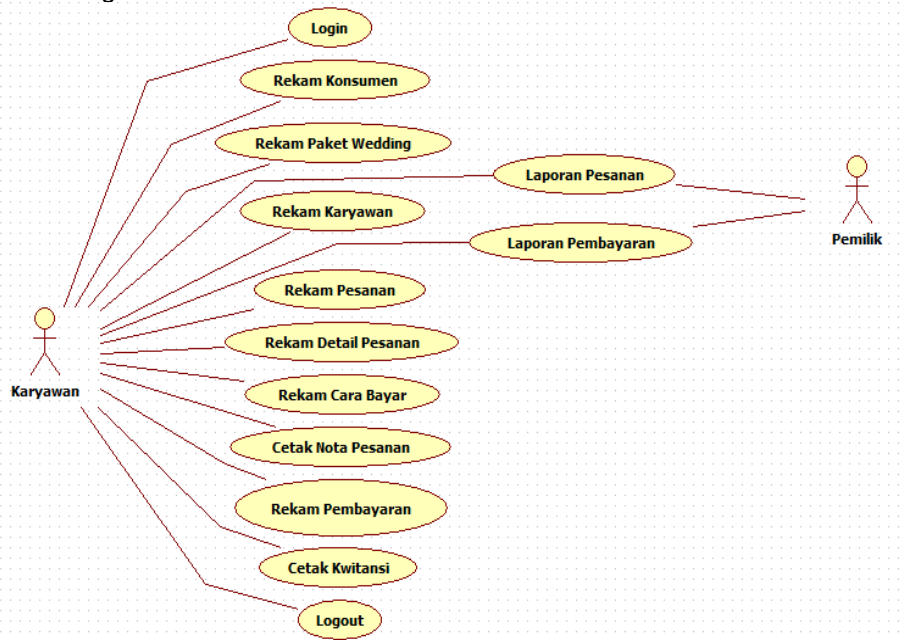 Login
Rekam Konsumen
Rekam Paket Wedding
Laporan Pesanan
Rekam Karyawan
Laporan Pembayaran
Pemilik
Rekam Pesanan
Rekam Detail Pesanan
Karyawan
Rekam Cara Bayar
Cetak Nota Pesanan
Rekam Pembayaran
Cetak Kwitansi
Logout